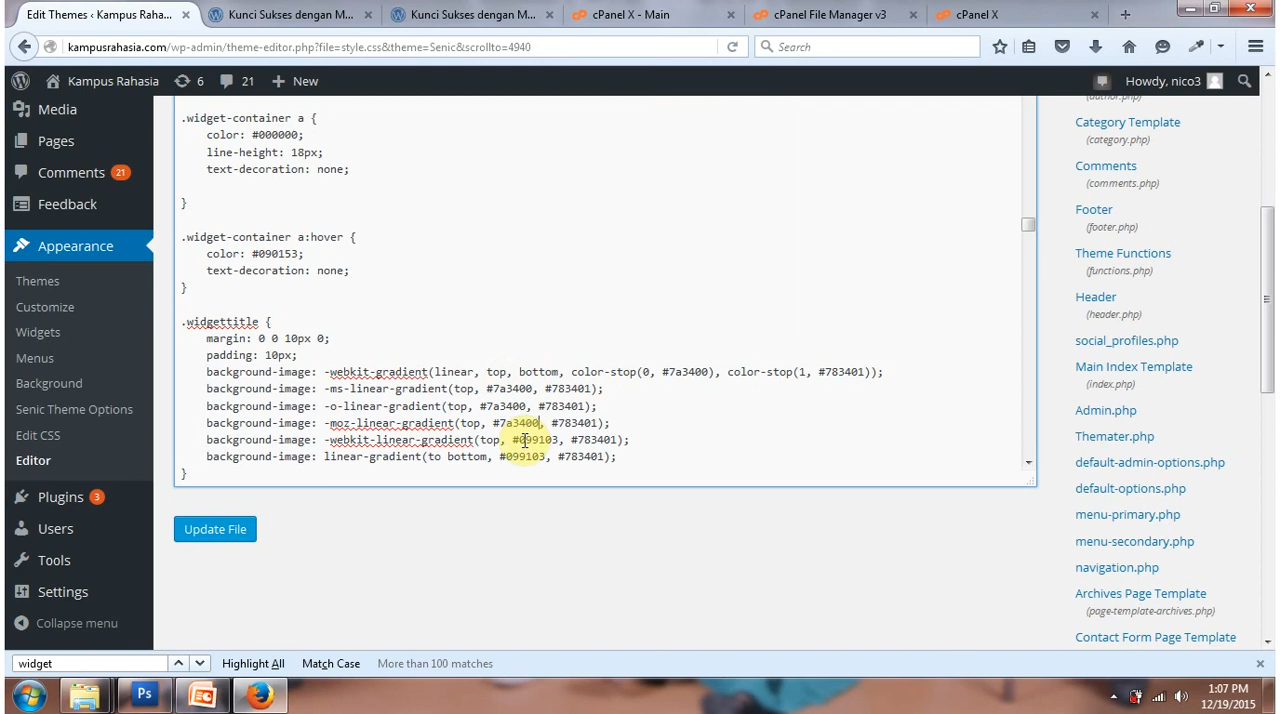 Edit Themes ‹ Kampus Raha...
Kunci Sukses dengan M...
Kunci Sukses dengan M...
cPanel X - Main
cPanel File Manager v3
cPanel X
kampusrahasia.com/wp-admin/theme-editor.php?file=style.css&theme=Senic&scrollto=4940
Search
Kampus Rahasia
6
21
New
Howdy, nico3
Media
Pages
Comments 21
Feedback
Appearance
Themes
Customize
Widgets
Menus
Background
Senic Theme Options
Edit CSS
Editor
Plugins 3
Users
Tools
Settings
Collapse menu
.widget-container a {
color: #000000;
line-height: 18px;
text-decoration: none;
}
.widget-container a:hover {
color: #090153;
text-decoration: none;
}
.widgettitle {
margin: 0 0 10px 0;
padding: 10px;
background-image: -webkit-gradient(linear, top, bottom, color-stop(0, #7a3400), color-stop(1, #783401));
background-image: -ms-linear-gradient(top, #7a3400, #783401);
background-image: -o-linear-gradient(top, #7a3400, #783401);
background-image: -moz-linear-gradient(top, #7a3400, #783401);
background-image: -webkit-linear-gradient(top, #099103, #783401);
background-image: linear-gradient(to bottom, #099103, #783401);
}
Update File
(author.php)
Category Template
(category.php)
Comments
(comments.php)
Footer
(footer.php)
Theme Functions
(functions.php)
Header
(header.php)
social_profiles.php
Main Index Template
(index.php)
Admin.php
Themater.php
default-admin-options.php
default-options.php
menu-primary.php
menu-secondary.php
navigation.php
Archives Page Template
(page-template-archives.php)
Contact Form Page Template
widget
Highlight All
Match Case
More than 100 matches
Ps
1:07 PM
12/19/2015